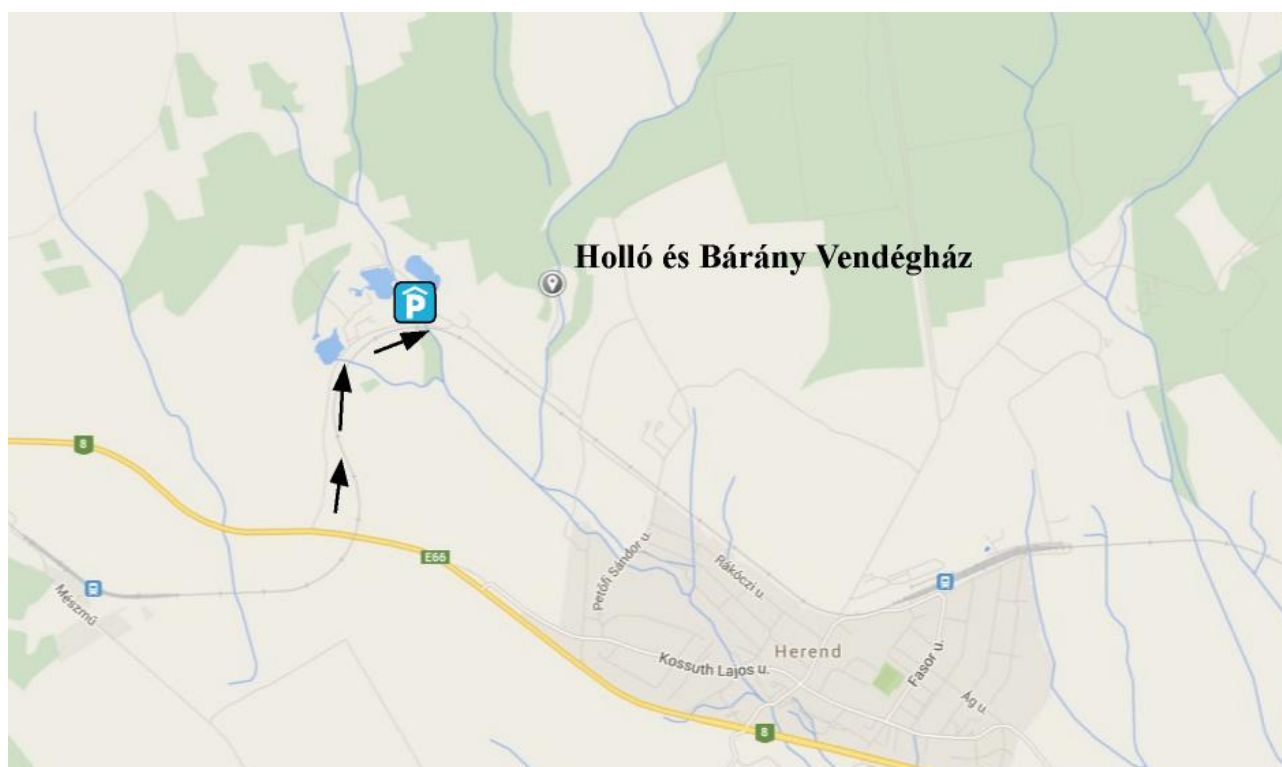 Holló és Bárány Vendégház
P
8
E66
Petőfi Sándor u.
Rákóczi u.
Mészmű
Kossuth Lajos u.
Herend
Fasor u.
Ág u.
8